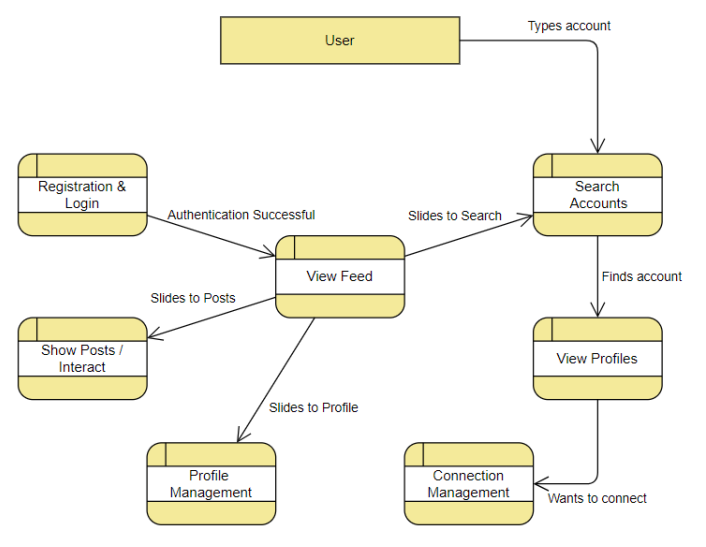 Types account
User
Registration &
Login
Search
Accounts
Authentication Successful
Slides to Search
View Feed
Finds account
Slides to Posts
Show Posts /
Interact
View Profiles
Slides to Profile
Profile
Management
Connection
Management
Wants to connect